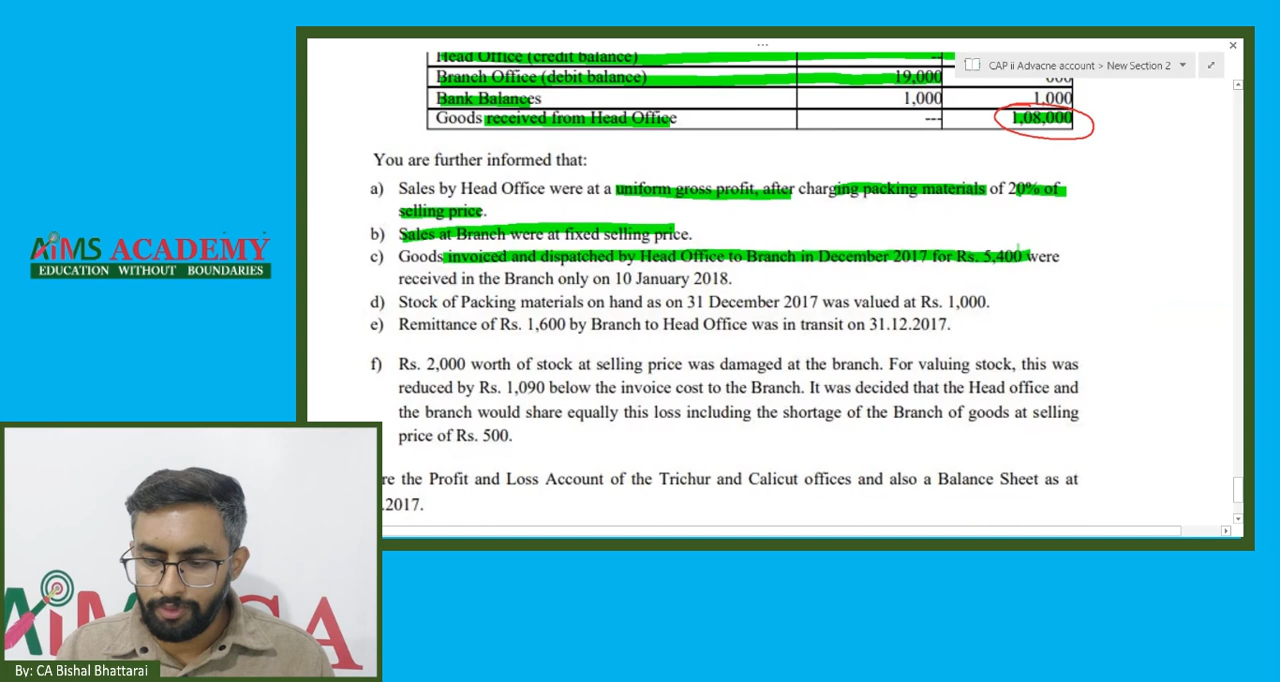 Head Office (credit balance) --
Branch Office (debit balance) 19,000 000
Bank Balances 1,000 1,000
Goods received from Head Office --- 1,08,000
CAP ii Advacne account > New Section 2
You are further informed that:
a) Sales by Head Office were at a uniform gross profit, after charging packing materials of 20% of
selling price.
b) Sales at Branch were at fixed selling price.
c) Goods invoiced and dispatched by Head Office to Branch in December 2017 for Rs. 5,400 were
received in the Branch only on 10 January 2018.
d) Stock of Packing materials on hand as on 31 December 2017 was valued at Rs. 1,000.
e) Remittance of Rs. 1,600 by Branch to Head Office was in transit on 31.12.2017.
f) Rs. 2,000 worth of stock at selling price was damaged at the branch. For valuing stock, this was
reduced by Rs. 1,090 below the invoice cost to the Branch. It was decided that the Head office and
the branch would share equally this loss including the shortage of the Branch of goods at selling
price of Rs. 500.
re the Profit and Loss Account of the Trichur and Calicut offices and also a Balance Sheet as at
.2017.
AiMS ACADEMY
EDUCATION WITHOUT BOUNDARIES
AiM CA
By: CA Bishal Bhattarai